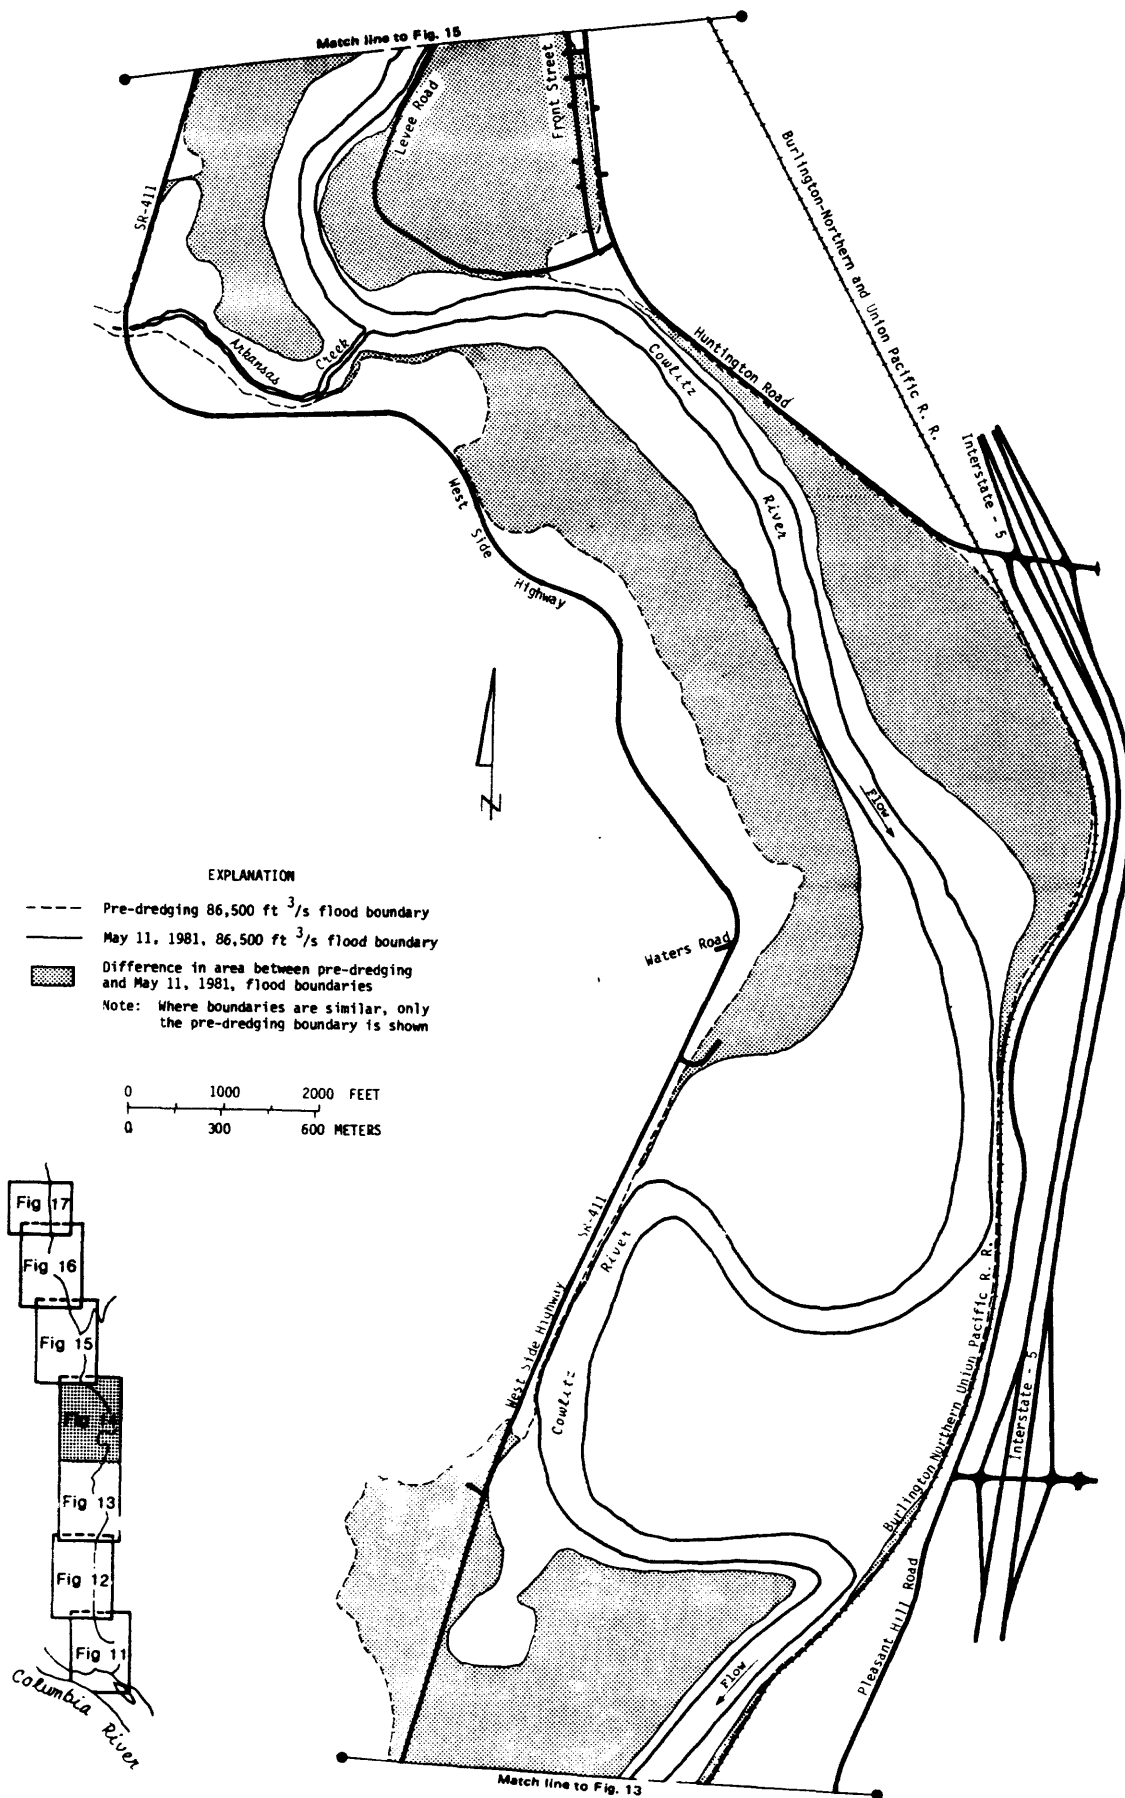 Match line to Fig. 15
Levee Road
Front Street
Burlington-Northern and Union Pacific R. R.
SR-411
Arkansas
Creek
Huntington Road
Cowlitz
River
Interstate - 5
West
Side
Highway
Flow
N
EXPLANATION
Pre-dredging 86,500 ft 3/s flood boundary
May 11, 1981, 86,500 ft 3/s flood boundary
Difference in area between pre-dredging
and May 11, 1981, flood boundaries
Note: Where boundaries are similar, only
the pre-dredging boundary is shown
Waters Road
0 1000 2000 FEET
0 300 600 METERS
SR-411
River
West Side Highway
Cowlitz
Burlington Northern Union Pacific R. R.
Interstate - 5
Pleasant Hill Road
Flow
Fig 17
Fig 16
Fig 15
Fig
Fig 13
Fig 12
Fig 11
Columbia River
Match line to Fig. 13